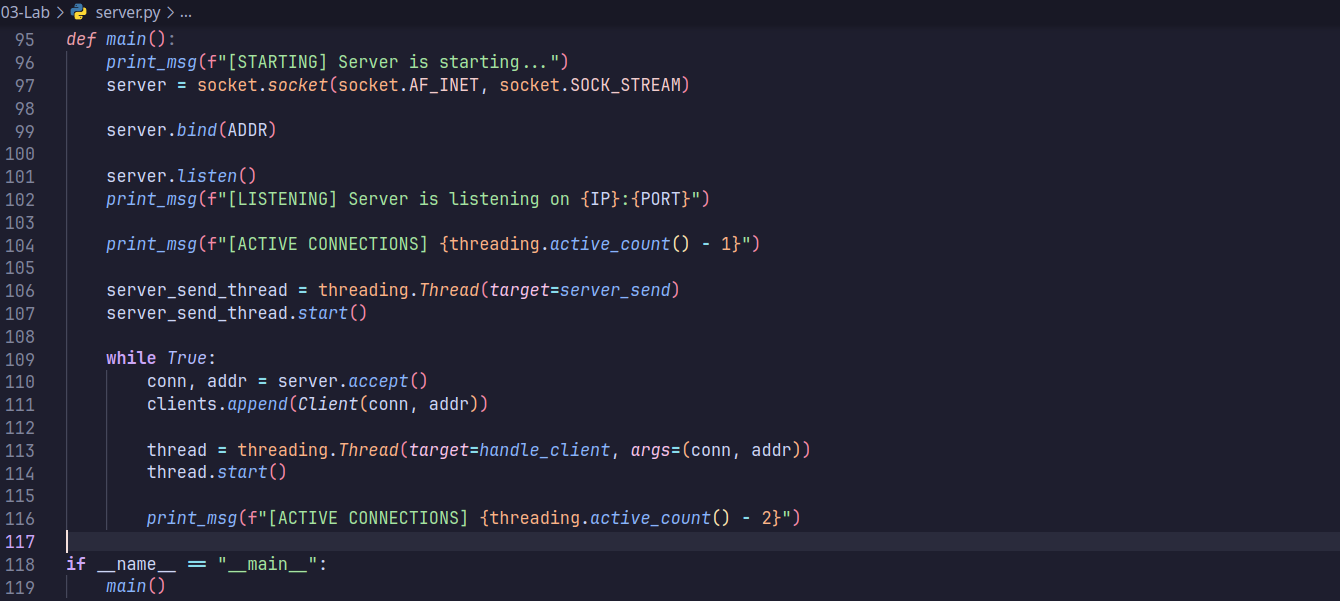 03-Lab > server.py > ...
95 def main():
96     print_msg(f"[STARTING] Server is starting...")
97     server = socket.socket(socket.AF_INET, socket.SOCK_STREAM)
98
99     server.bind(ADDR)
100
101     server.listen()
102     print_msg(f"[LISTENING] Server is listening on {IP}:{PORT}")
103
104     print_msg(f"[ACTIVE CONNECTIONS] {threading.active_count() - 1}")
105
106     server_send_thread = threading.Thread(target=server_send)
107     server_send_thread.start()
108
109     while True:
110         conn, addr = server.accept()
111         clients.append(Client(conn, addr))
112
113         thread = threading.Thread(target=handle_client, args=(conn, addr))
114         thread.start()
115
116         print_msg(f"[ACTIVE CONNECTIONS] {threading.active_count() - 2}")
117
118 if __name__ == "__main__":
119     main()